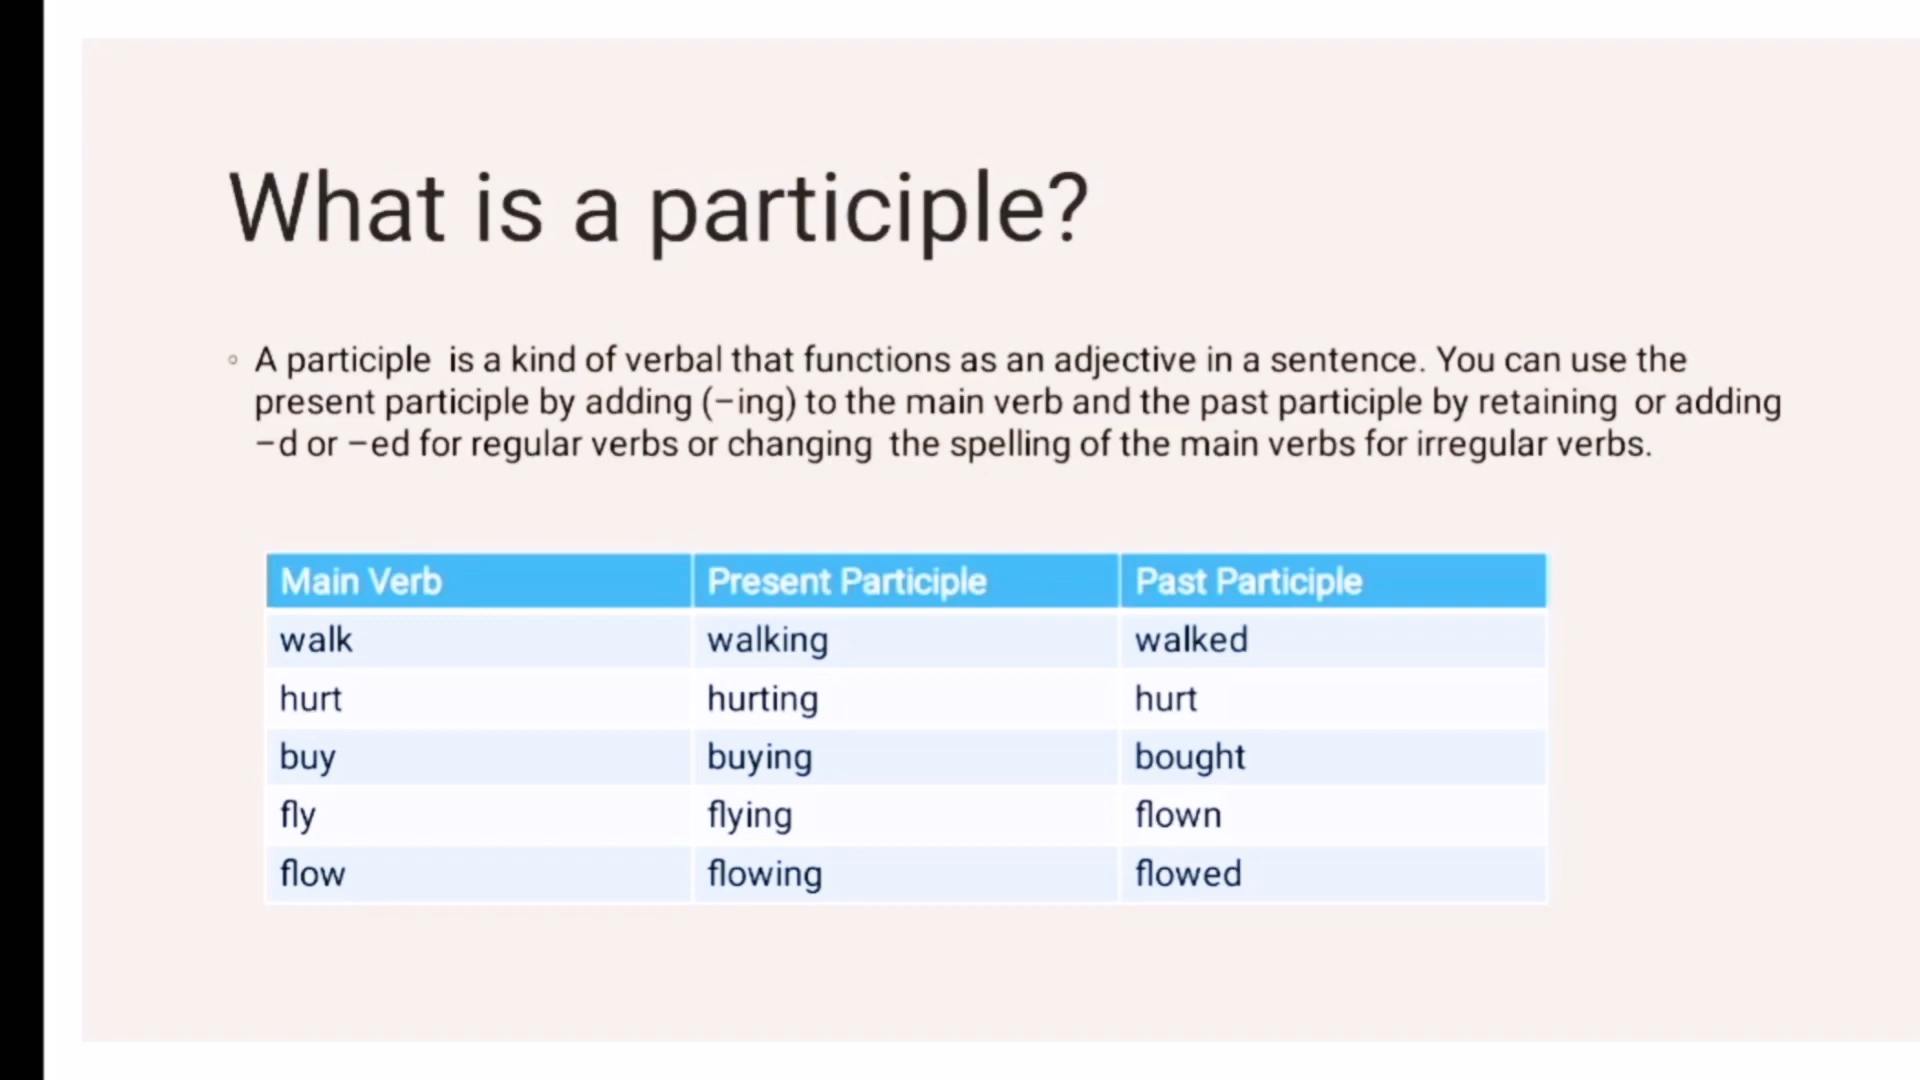 What is a participle?
◦ A participle is a kind of verbal that functions as an adjective in a sentence. You can use the
present participle by adding (–ing) to the main verb and the past participle by retaining or adding
–d or –ed for regular verbs or changing the spelling of the main verbs for irregular verbs.
Main Verb Present Participle Past Participle
walk walking walked
hurt hurting hurt
buy buying bought
fly flying flown
flow flowing flowed